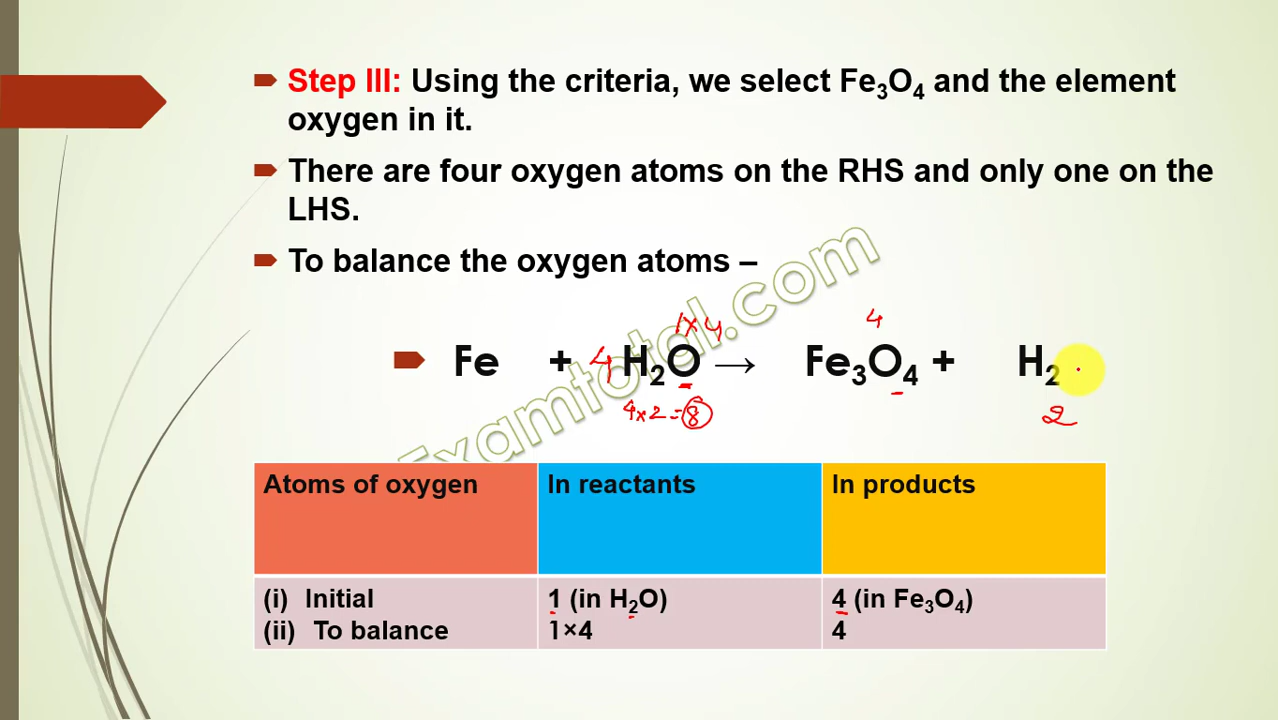 Step III: Using the criteria, we select Fe₃O₄ and the element
oxygen in it.
There are four oxygen atoms on the RHS and only one on the
LHS.
To balance the oxygen atoms –
1×4 4
Fe + 4 H₂O → Fe₃O₄ + H₂
4×2=8 2
Examtotal.com
Atoms of oxygen In reactants In products
(i) Initial 1 (in H₂O) 4 (in Fe₃O₄)
(ii) To balance 1×4 4